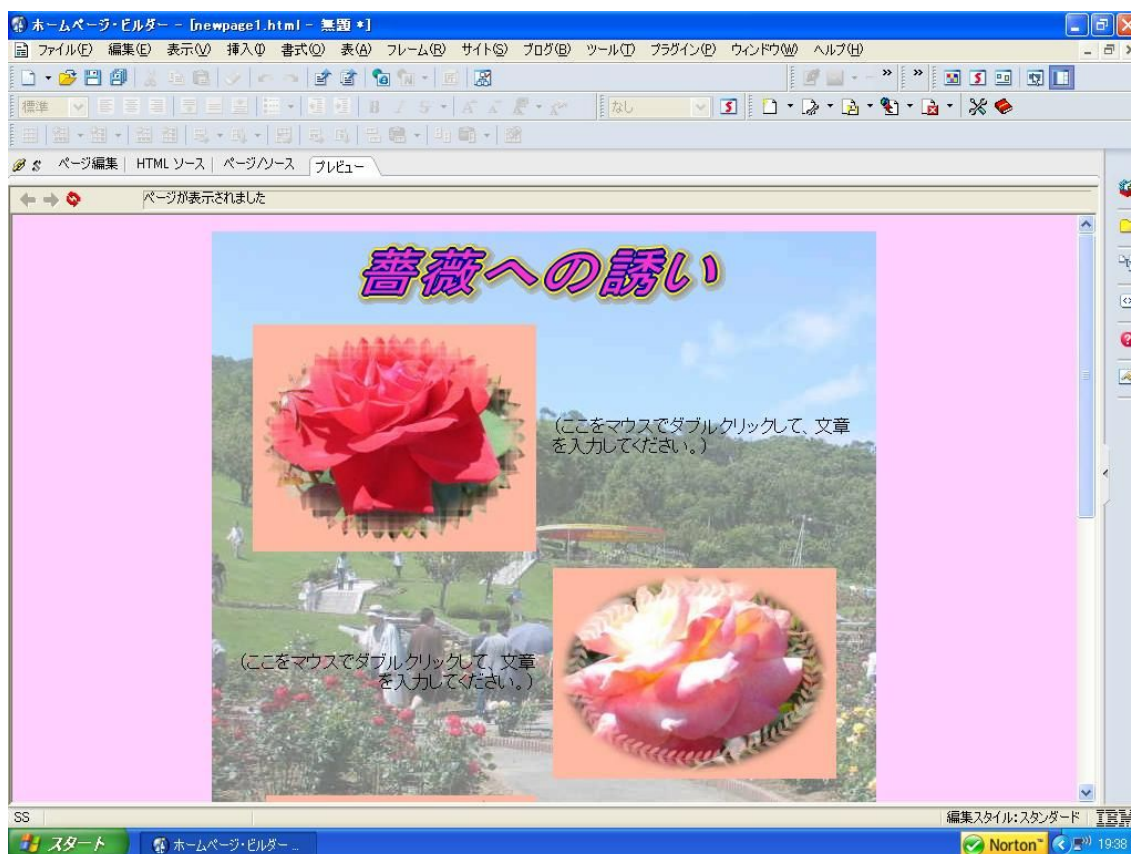 ホームページ・ビルダー - [newpage1.html - 無題 *]
ファイル(F) 編集(E) 表示(V) 挿入(I) 書式(O) 表(A) フレーム(R) サイト(S) ブログ(B) ツール(T) プラグイン(P) ウィンドウ(W) ヘルプ(H)
標準 なし
ページ編集 HTML ソース ページ/ソース プレビュー
ページが表示されました
薔薇への誘い
(ここをマウスでダブルクリックして、文章
を入力してください。)
(ここをマウスでダブルクリックして、文章
を入力してください。)
SS 編集スタイル:スタンダード IBM
スタート ホームページ・ビルダー ... Norton 19:38